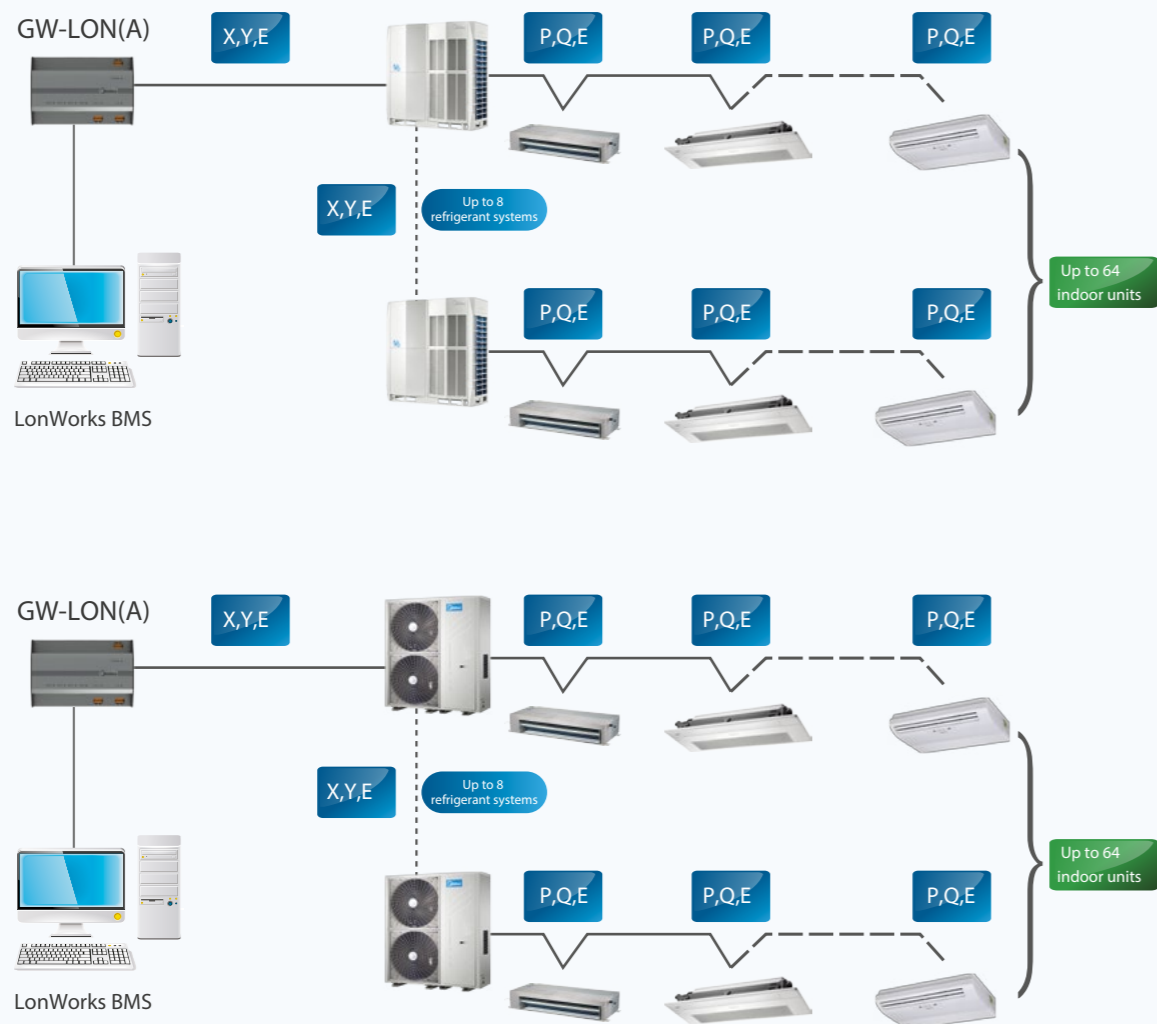 GW-LON(A)
X,Y,E
P,Q,E
P,Q,E
P,Q,E
X,Y,E
Up to 8
refrigerant systems
Up to 64
indoor units
P,Q,E
P,Q,E
P,Q,E
LonWorks BMS
GW-LON(A)
X,Y,E
P,Q,E
P,Q,E
P,Q,E
X,Y,E
Up to 8
refrigerant systems
Up to 64
indoor units
P,Q,E
P,Q,E
P,Q,E
LonWorks BMS